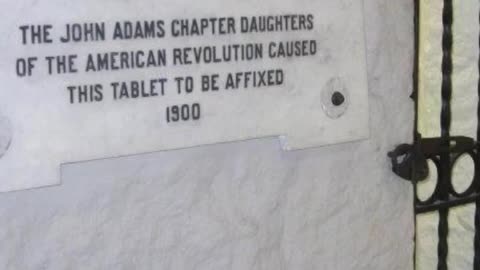 THE JOHN ADAMS CHAPTER DAUGHTERS
OF THE AMERICAN REVOLUTION CAUSED
THIS TABLET TO BE AFFIXED
1900